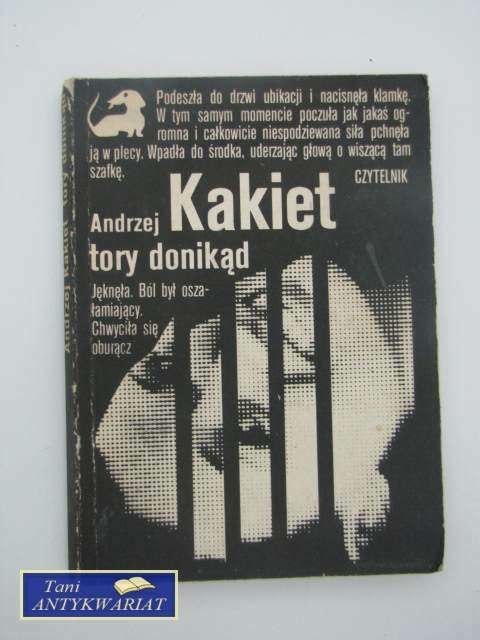 Podeszła do drzwi ubikacji i nacisnęła klamkę.
W tym samym momencie poczuła jak jakaś og-
romna i całkowicie niespodziewana siła pchnęła
ją w plecy. Wpadła do środka, uderzając głową o wiszącą tam
szafkę.
CZYTELNIK
Andrzej Kakiet
tory donikąd
Jęknęła. Ból był osza-
łamiający.
Chwyciła się
oburącz
Andrzej Kakiet tory donikąd
Tani
ANTYKWARIAT